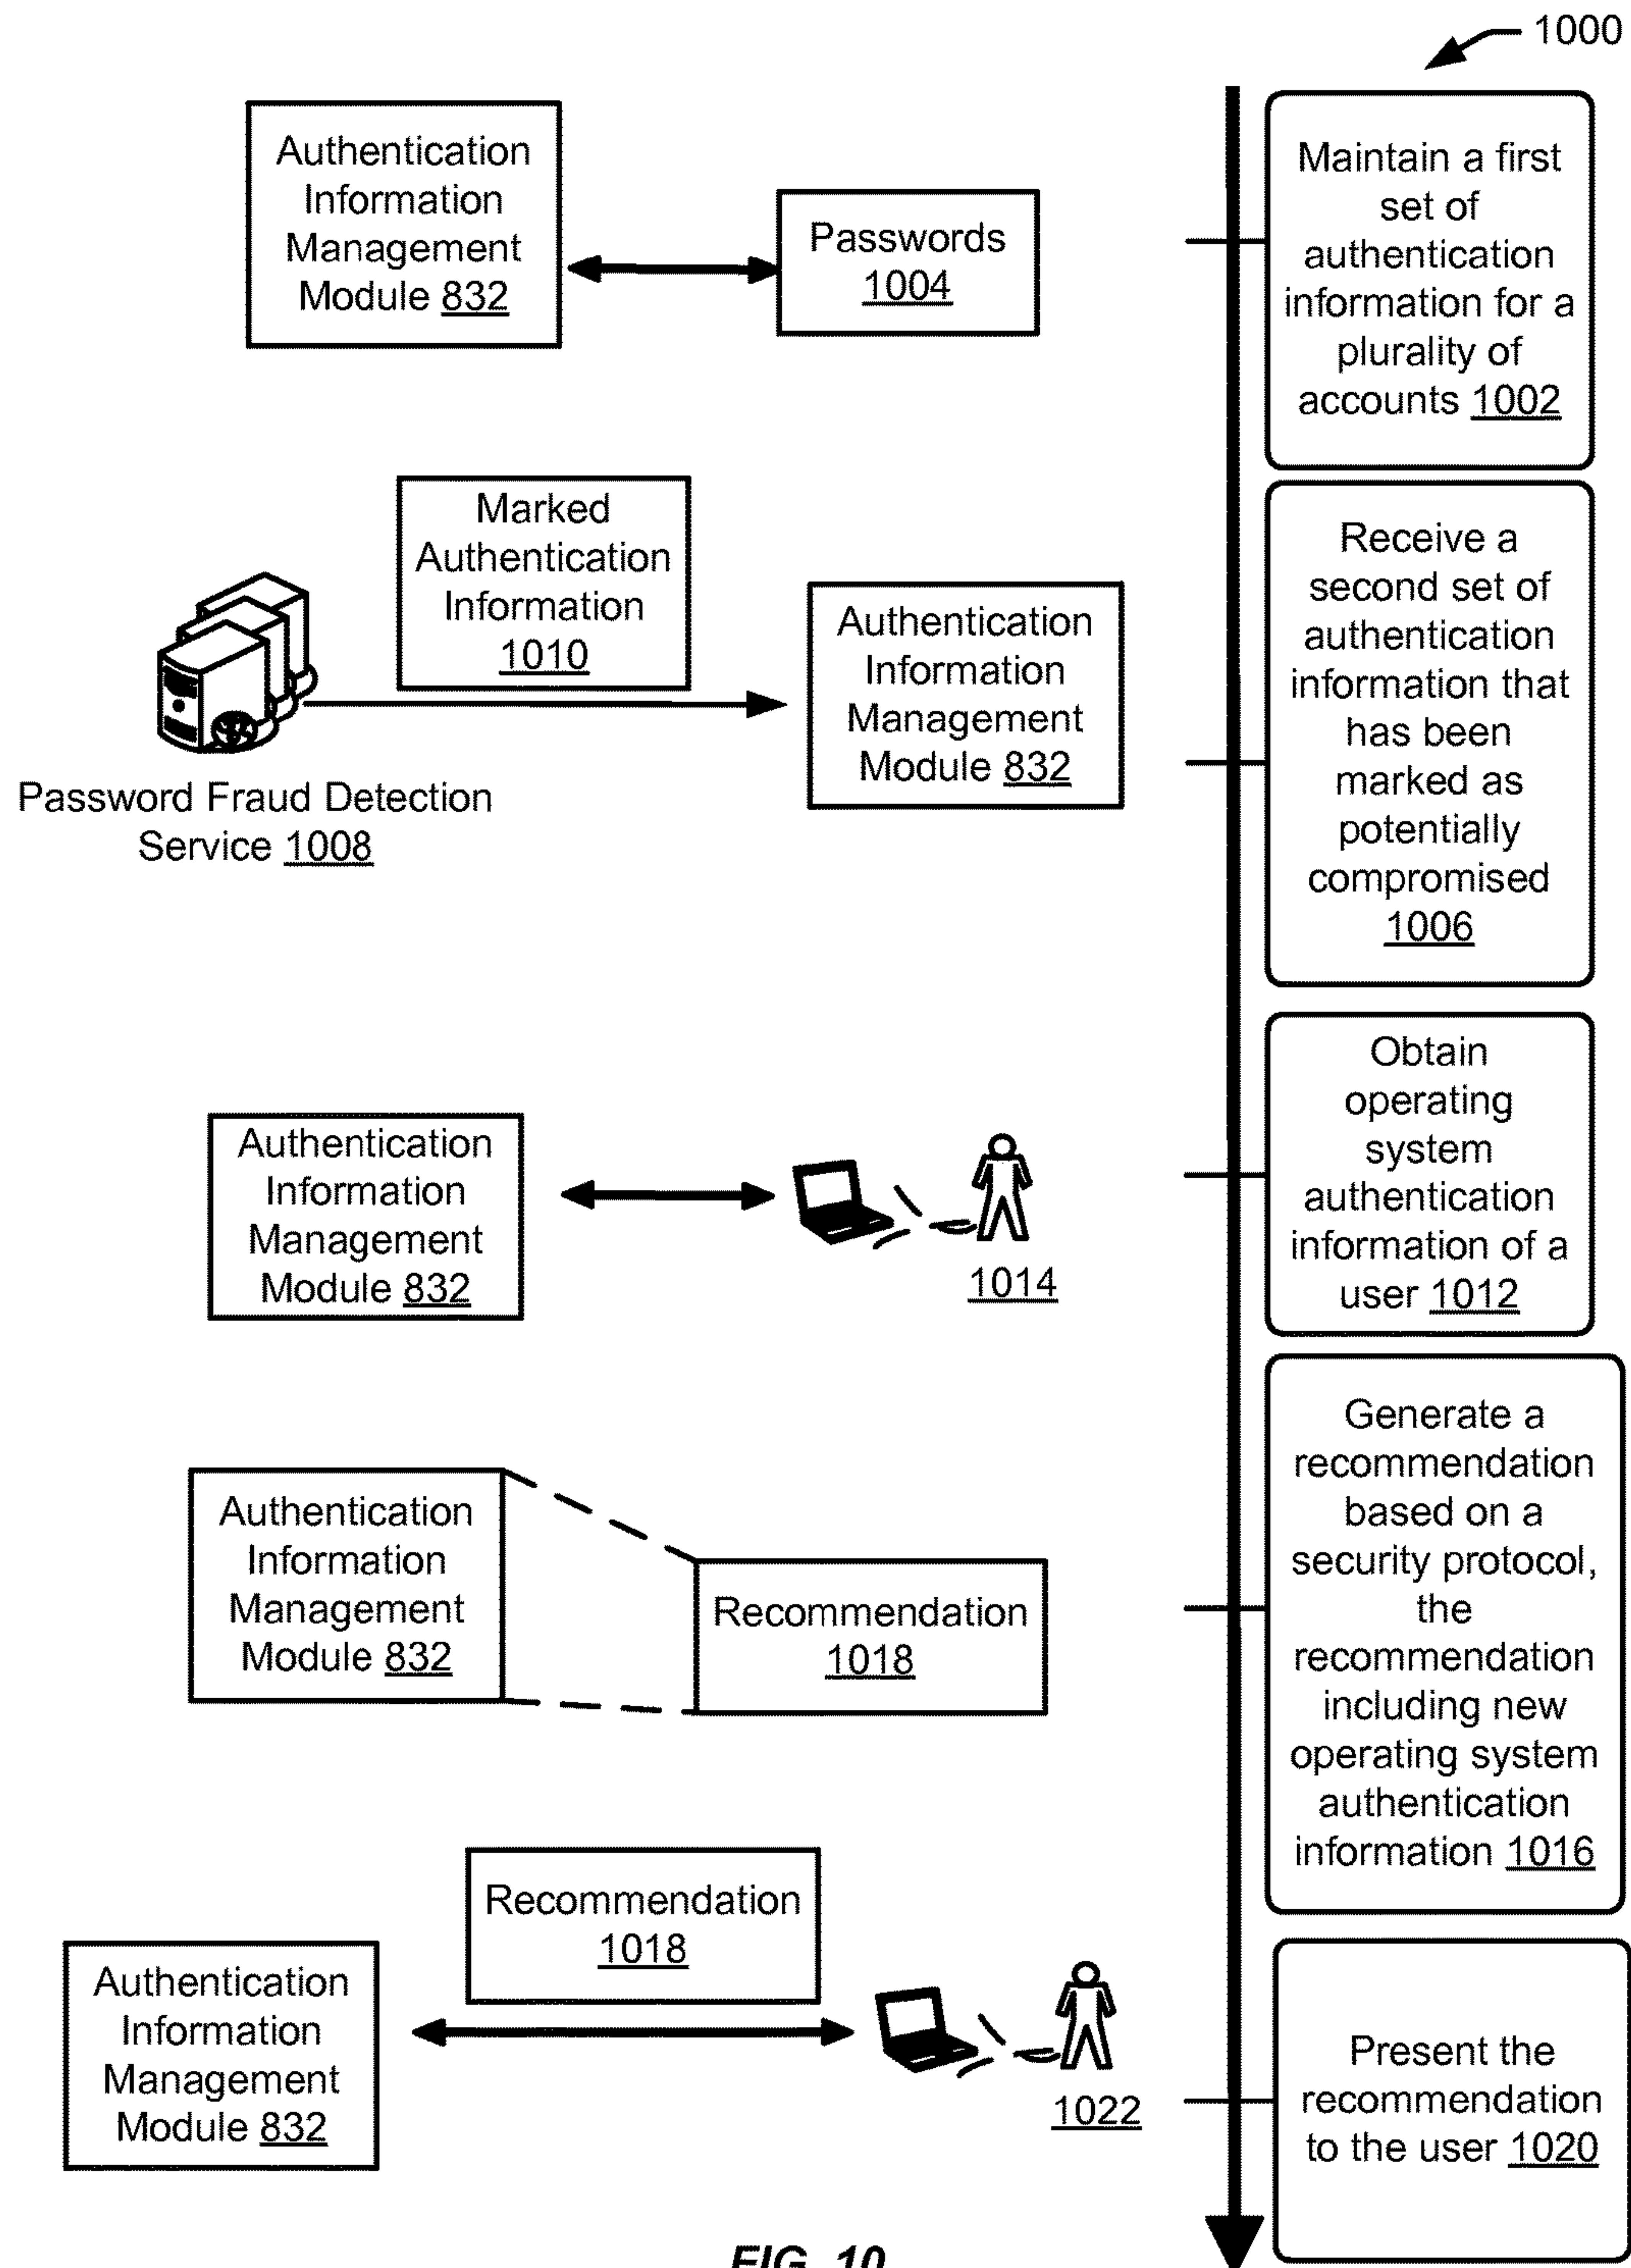 1000
Authentication
Information
Management
Module 832
Passwords
1004
Maintain a first
set of
authentication
information for a
plurality of
accounts 1002
Marked
Authentication
Information
1010
Password Fraud Detection
Service 1008
Authentication
Information
Management
Module 832
Receive a
second set of
authentication
information that
has been
marked as
potentially
compromised
1006
Authentication
Information
Management
Module 832
1014
Obtain
operating
system
authentication
information of a
user 1012
Authentication
Information
Management
Module 832
Recommendation
1018
Generate a
recommendation
based on a
security protocol,
the
recommendation
including new
operating system
authentication
information 1016
Authentication
Information
Management
Module 832
Recommendation
1018
1022
Present the
recommendation
to the user 1020
FIG. 10